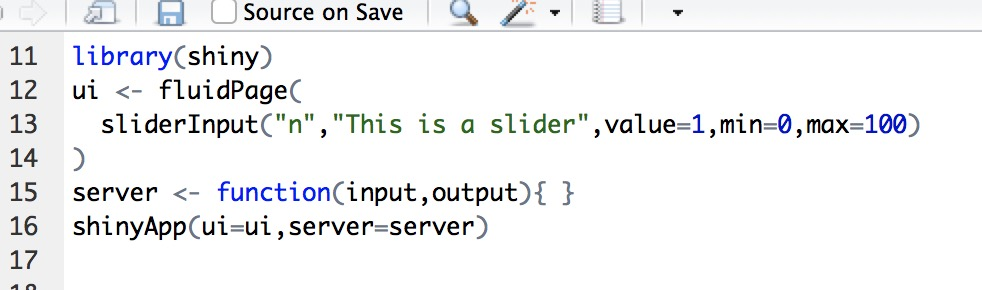 Source on Save
11 library(shiny)
12 ui <- fluidPage(
13   sliderInput("n","This is a slider",value=1,min=0,max=100)
14 )
15 server <- function(input,output){ }
16 shinyApp(ui=ui,server=server)
17